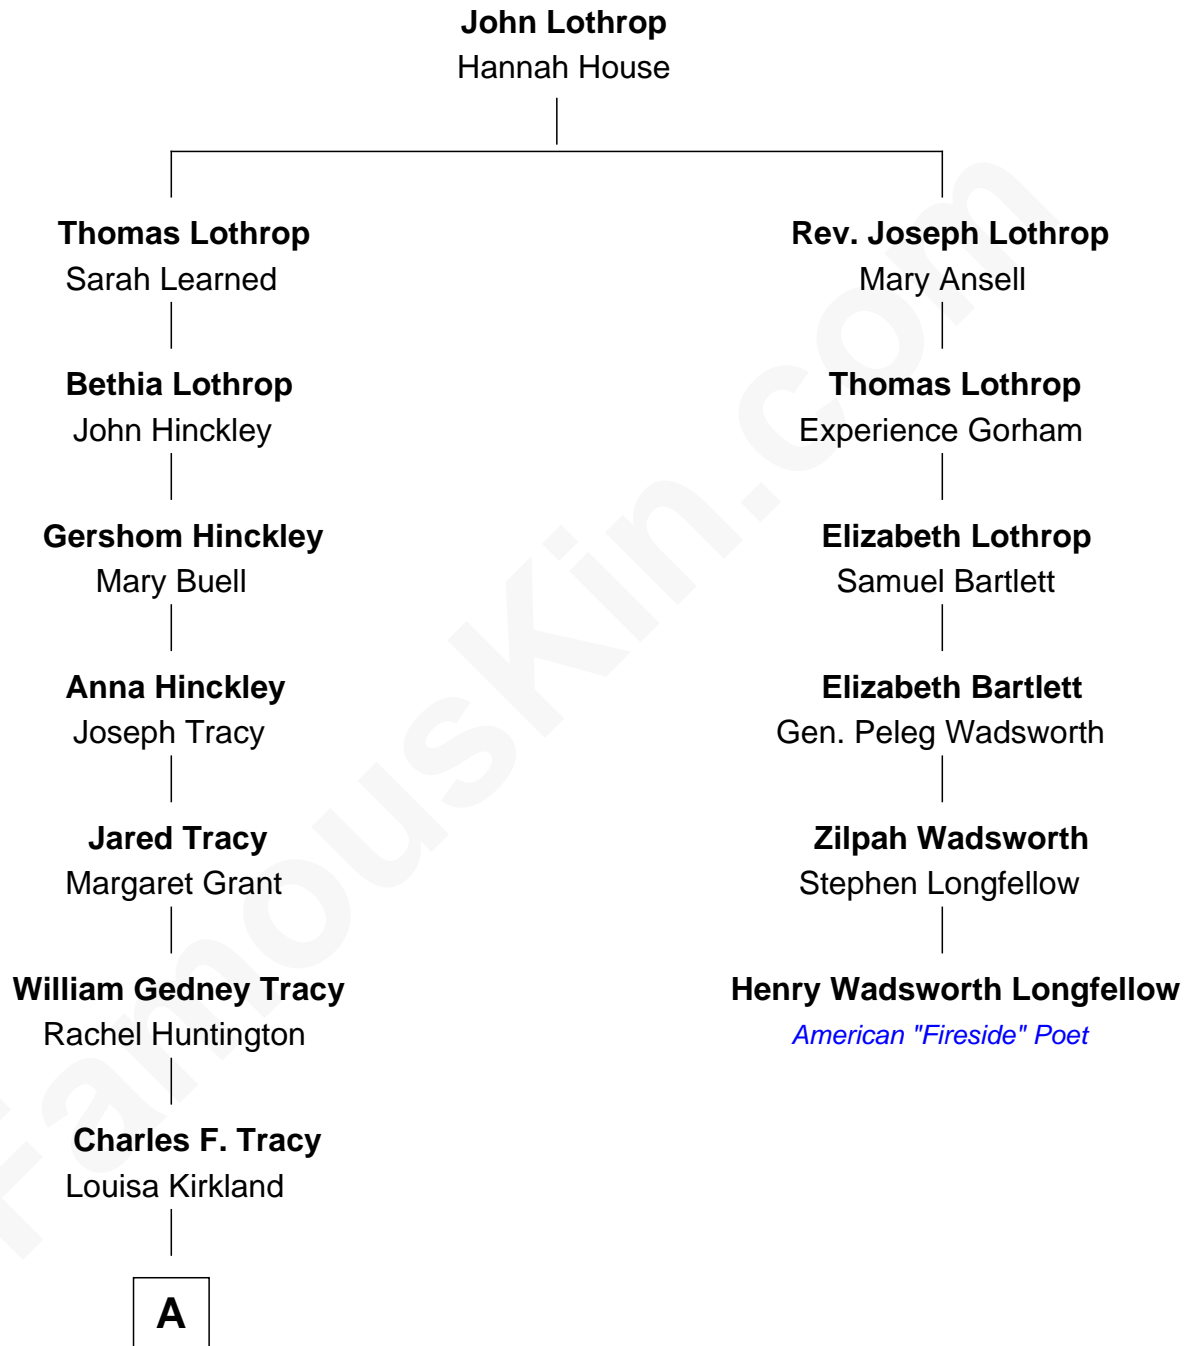 John Lothrop
Hannah House
Thomas Lothrop
Sarah Learned
Bethia Lothrop
John Hinckley
Gershom Hinckley
Mary Buell
Anna Hinckley
Joseph Tracy
Jared Tracy
Margaret Grant
William Gedney Tracy
Rachel Huntington
Charles F. Tracy
Louisa Kirkland
A
Rev. Joseph Lothrop
Mary Ansell
Thomas Lothrop
Experience Gorham
Elizabeth Lothrop
Samuel Bartlett
Elizabeth Bartlett
Gen. Peleg Wadsworth
Zilpah Wadsworth
Stephen Longfellow
Henry Wadsworth Longfellow
American "Fireside" Poet
FamousKin.com